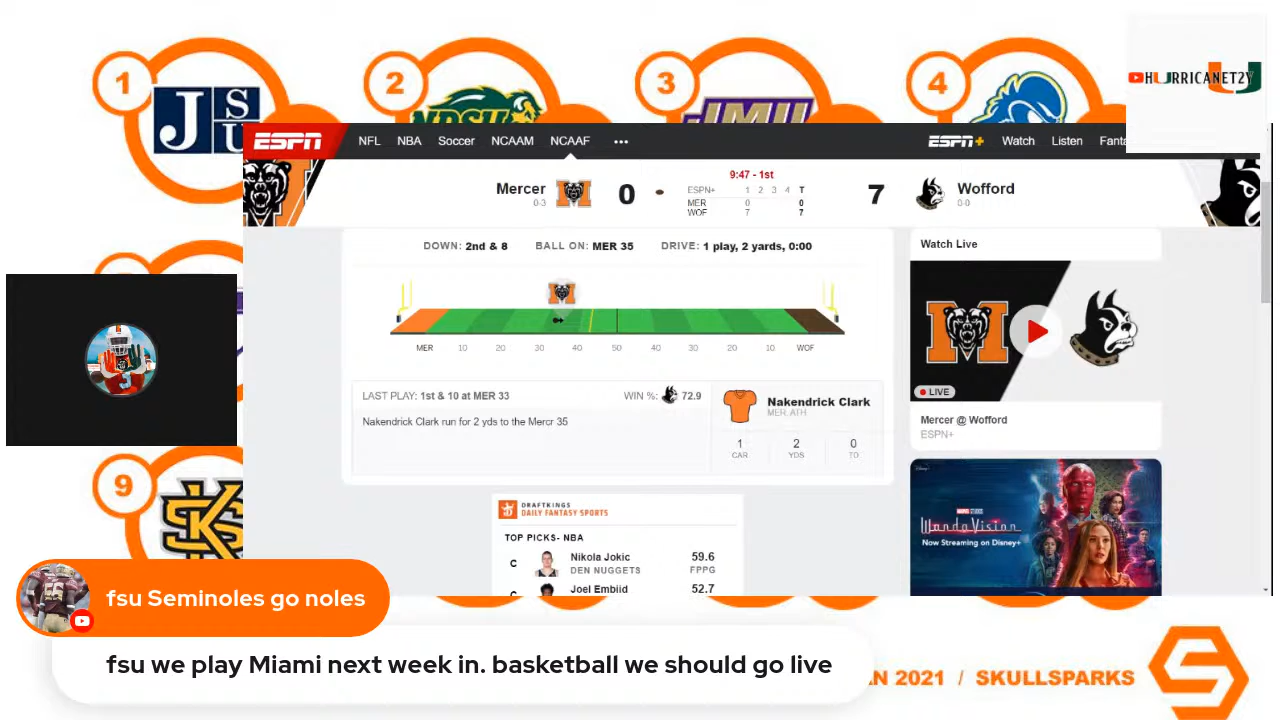 1
2
3
4
JSU
NDSU
JMU
HURRICANET2Y
ESPN
NFL NBA Soccer NCAAM NCAAF •••
ESPN+ Watch Listen Fanta
Mercer
0-3
0
9:47 - 1st
ESPN+ 1 2 3 4 T
MER 0 0
WOF 7 7
7
Wofford
0-0
DOWN: 2nd & 8 BALL ON: MER 35 DRIVE: 1 play, 2 yards, 0:00
MER 10 20 30 40 50 40 30 20 10 WOF
LAST PLAY: 1st & 10 at MER 33 WIN %: 72.9
Nakendrick Clark run for 2 yds to the Mercr 35
Nakendrick Clark
MER, ATH
1 2 0
CAR YDS TD
Watch Live
LIVE
Mercer @ Wofford
ESPN+
Disney+
MARVEL STUDIOS
WandaVision
Now Streaming on Disney+
DRAFTKINGS
DAILY FANTASY SPORTS
TOP PICKS- NBA
C Nikola Jokic 59.6
DEN NUGGETS FPPG
C Joel Embiid 52.7
9
KS
fsu Seminoles go noles
fsu we play Miami next week in. basketball we should go live
AN 2021 / SKULLSPARKS